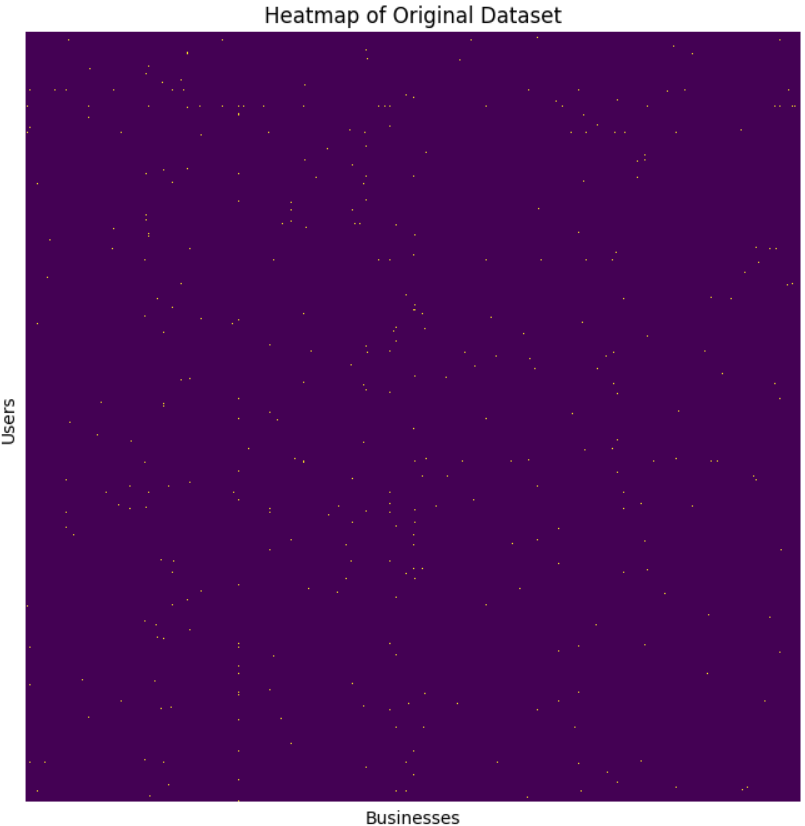 Heatmap of Original Dataset
Users
Businesses